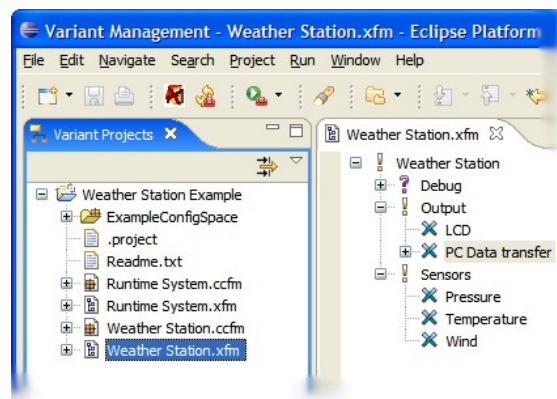 Variant Management - Weather Station.xfm - Eclipse Platform
File Edit Navigate Search Project Run Window Help
Variant Projects
Weather Station Example
ExampleConfigSpace
.project
Readme.txt
Runtime System.ccfm
Runtime System.xfm
Weather Station.ccfm
Weather Station.xfm
Weather Station.xfm
Weather Station
Debug
Output
LCD
PC Data transfer
Sensors
Pressure
Temperature
Wind